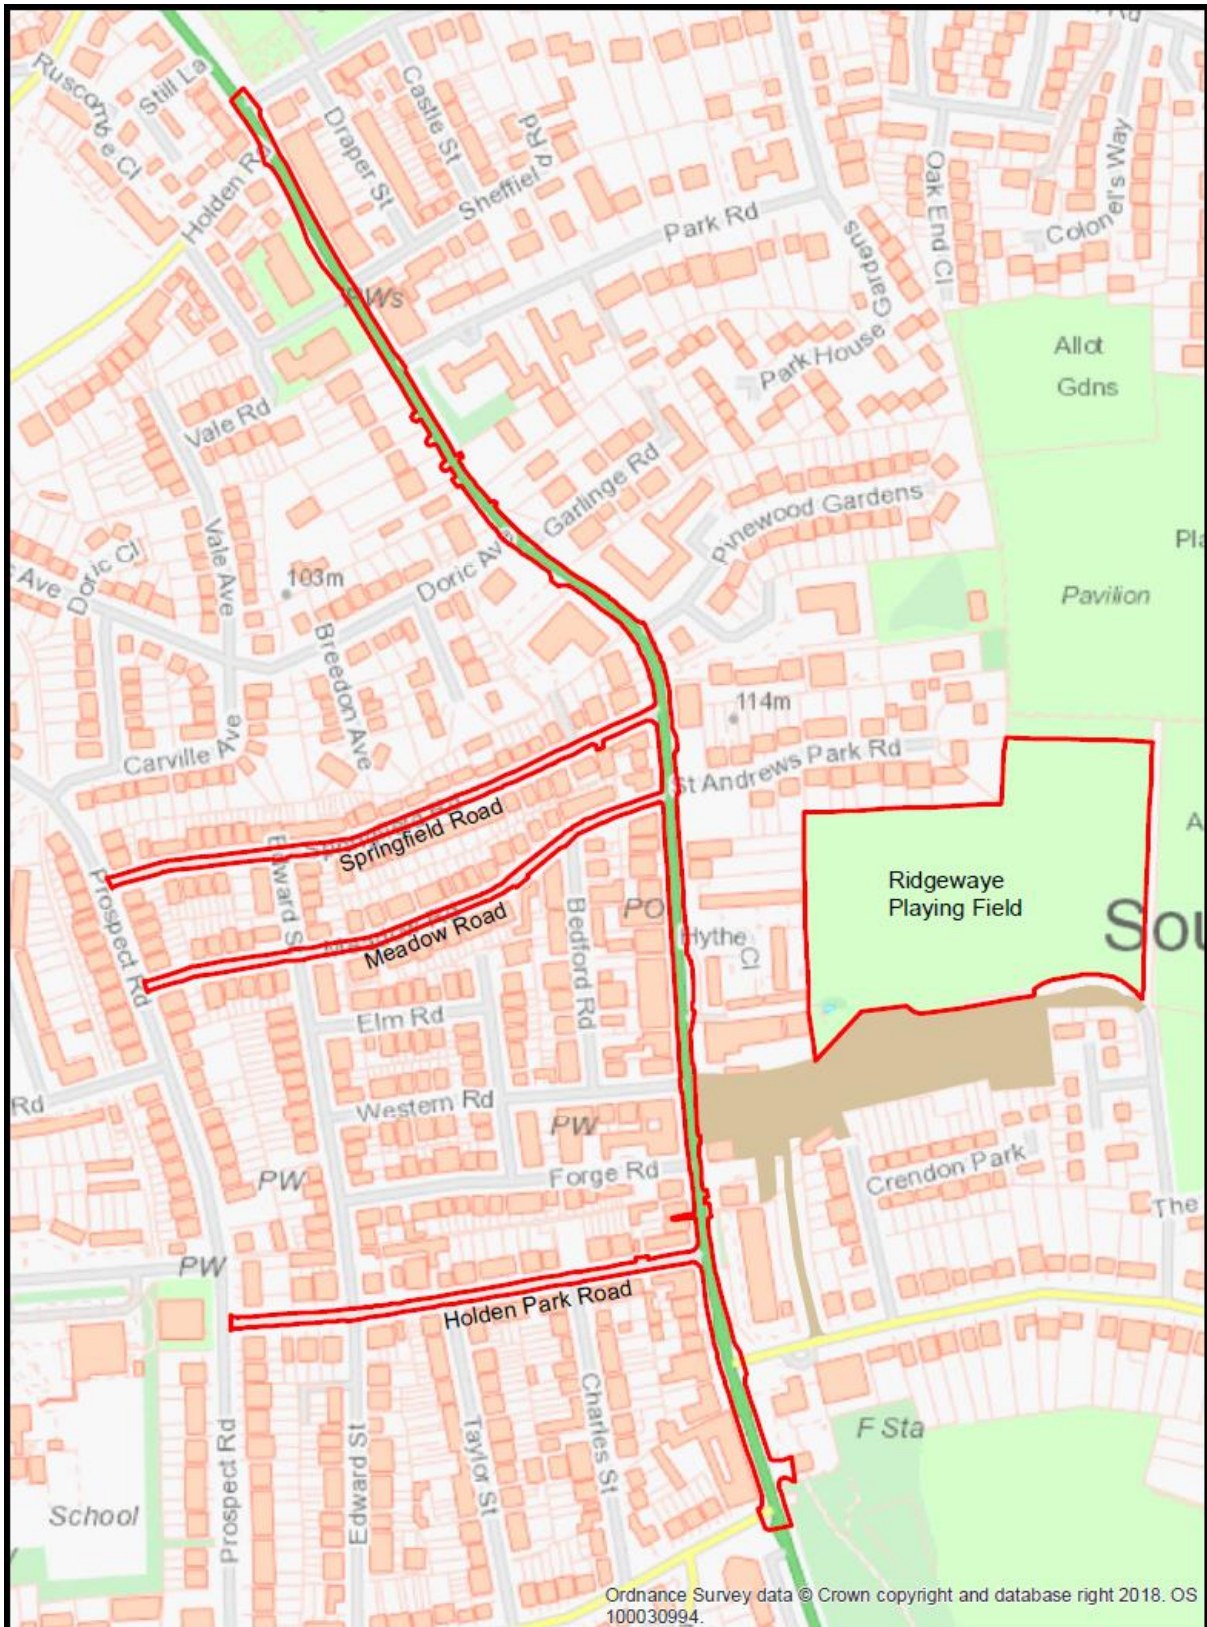 Ruscombe Cl
Still La
Holden Rd
Draper St
Castle St
Sheffield Rd
Park Rd
Oak End Cl
Colonel's Way
PWs
Park House Gardens
Allot
Gdns
Vale Rd
Garlinge Rd
Pinewood Gardens
Vale Ave
Doric Cl
Ave
103m
Doric Ave
Pavilion
Breedon Ave
114m
Carville Ave
St Andrews Park Rd
Springfield Road
Edward St
Prospect Rd
Meadow Road
Bedford Rd
PO
Hythe Cl
Ridgewaye
Playing Field
Elm Rd
Rd
Western Rd
PW
PW
Forge Rd
Crendon Park
The
PW
Holden Park Road
Charles St
Taylor St
Edward St
Prospect Rd
School
F Sta
Ordnance Survey data © Crown copyright and database right 2018. OS
100030994.